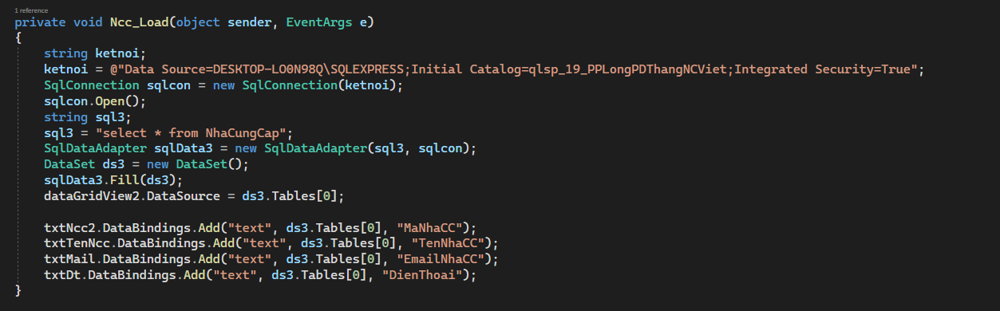 1 reference
private void Ncc_Load(object sender, EventArgs e)
{
string ketnoi;
ketnoi = @"Data Source=DESKTOP-LO0N98Q\SQLEXPRESS;Initial Catalog=qlsp_19_PPLongPDThangNCViet;Integrated Security=True";
SqlConnection sqlcon = new SqlConnection(ketnoi);
sqlcon.Open();
string sql3;
sql3 = "select * from NhaCungCap";
SqlDataAdapter sqlData3 = new SqlDataAdapter(sql3, sqlcon);
DataSet ds3 = new DataSet();
sqlData3.Fill(ds3);
dataGridView2.DataSource = ds3.Tables[0];
txtNcc2.DataBindings.Add("text", ds3.Tables[0], "MaNhaCC");
txtTenNcc.DataBindings.Add("text", ds3.Tables[0], "TenNhaCC");
txtMail.DataBindings.Add("text", ds3.Tables[0], "EmailNhaCC");
txtDt.DataBindings.Add("text", ds3.Tables[0], "DienThoai");
}